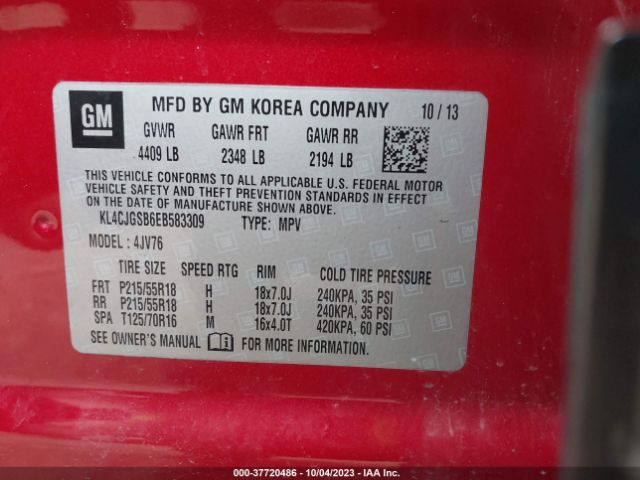 GM
MFD BY GM KOREA COMPANY 10 / 13
GVWR GAWR FRT GAWR RR
4409 LB 2348 LB 2194 LB
THIS VEHICLE CONFORMS TO ALL APPLICABLE U.S. FEDERAL MOTOR
VEHICLE SAFETY AND THEFT PREVENTION STANDARDS IN EFFECT ON
THE DATE OF MANUFACTURE SHOWN ABOVE.
KL4CJGSB6EB583309 TYPE: MPV
MODEL : 4JV76
TIRE SIZE SPEED RTG RIM COLD TIRE PRESSURE
FRT P215/55R18 H 18x7.0J 240KPA, 35 PSI
RR P215/55R18 H 18x7.0J 240KPA, 35 PSI
SPA T125/70R16 M 16x4.0T 420KPA, 60 PSI
SEE OWNER'S MANUAL FOR MORE INFORMATION.
000-37720486 - 10/04/2023 - IAA Inc.